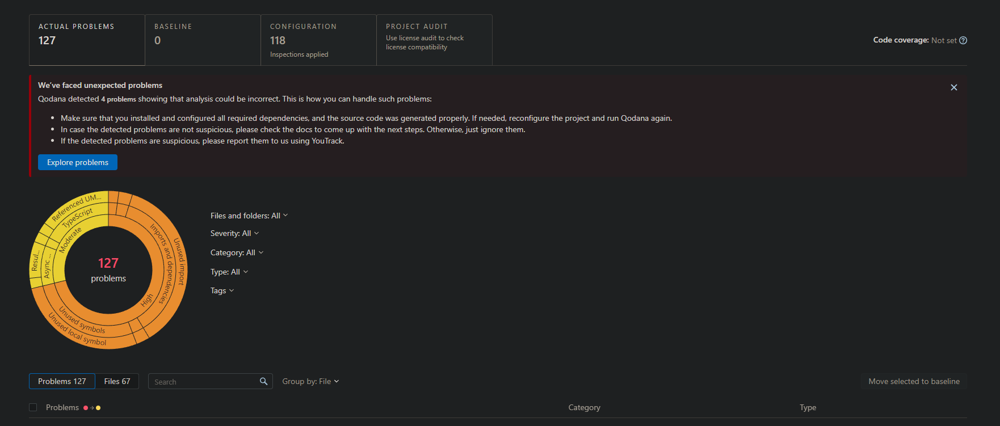 ACTUAL PROBLEMS
127
BASELINE
0
CONFIGURATION
118
Inspections applied
PROJECT AUDIT
Use license audit to check
license compatibility
Code coverage: Not set
We've faced unexpected problems
Qodana detected 4 problems showing that analysis could be incorrect. This is how you can handle such problems:
• Make sure that you installed and configured all required dependencies, and the source code was generated properly. If needed, reconfigure the project and run Qodana again.
• In case the detected problems are not suspicious, please check the docs to come up with the next steps. Otherwise, just ignore them.
• If the detected problems are suspicious, please report them to us using YouTrack.
Explore problems
Referenced UM...
TypeScript
Moderate
Resul...
Async ...
Imports and dependencies
Unused import
High
Unused symbols
Unused local symbol
127
problems
Files and folders: All
Severity: All
Category: All
Type: All
Tags
Problems 127
Files 67
Search
Group by: File
Move selected to baseline
Problems
Category
Type